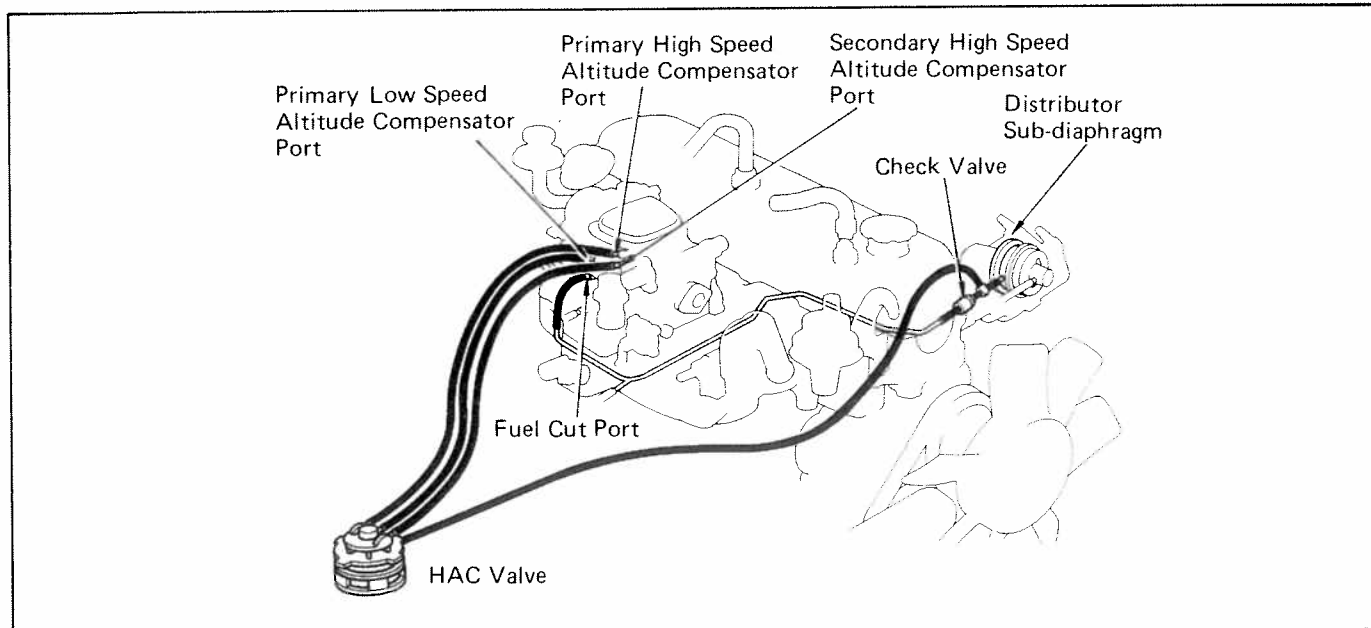 Primary High Speed
Altitude Compensator
Port
Secondary High Speed
Altitude Compensator
Port
Primary Low Speed
Altitude Compensator
Port
Distributor
Sub-diaphragm
Check Valve
Fuel Cut Port
HAC Valve